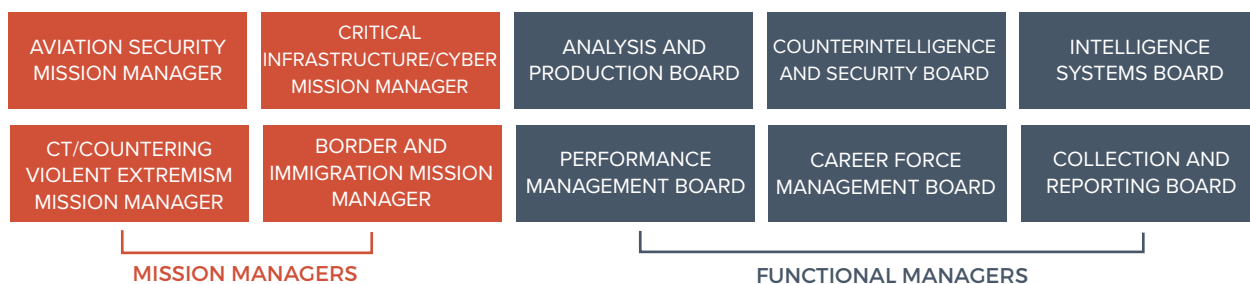 AVIATION SECURITY
MISSION MANAGER
CRITICAL
INFRASTRUCTURE/CYBER
MISSION MANAGER
ANALYSIS AND
PRODUCTION BOARD
COUNTERINTELLIGENCE
AND SECURITY BOARD
INTELLIGENCE
SYSTEMS BOARD
CT/COUNTERING
VIOLENT EXTREMISM
MISSION MANAGER
BORDER AND
IMMIGRATION MISSION
MANAGER
PERFORMANCE
MANAGEMENT BOARD
CAREER FORCE
MANAGEMENT BOARD
COLLECTION AND
REPORTING BOARD
MISSION MANAGERS
FUNCTIONAL MANAGERS